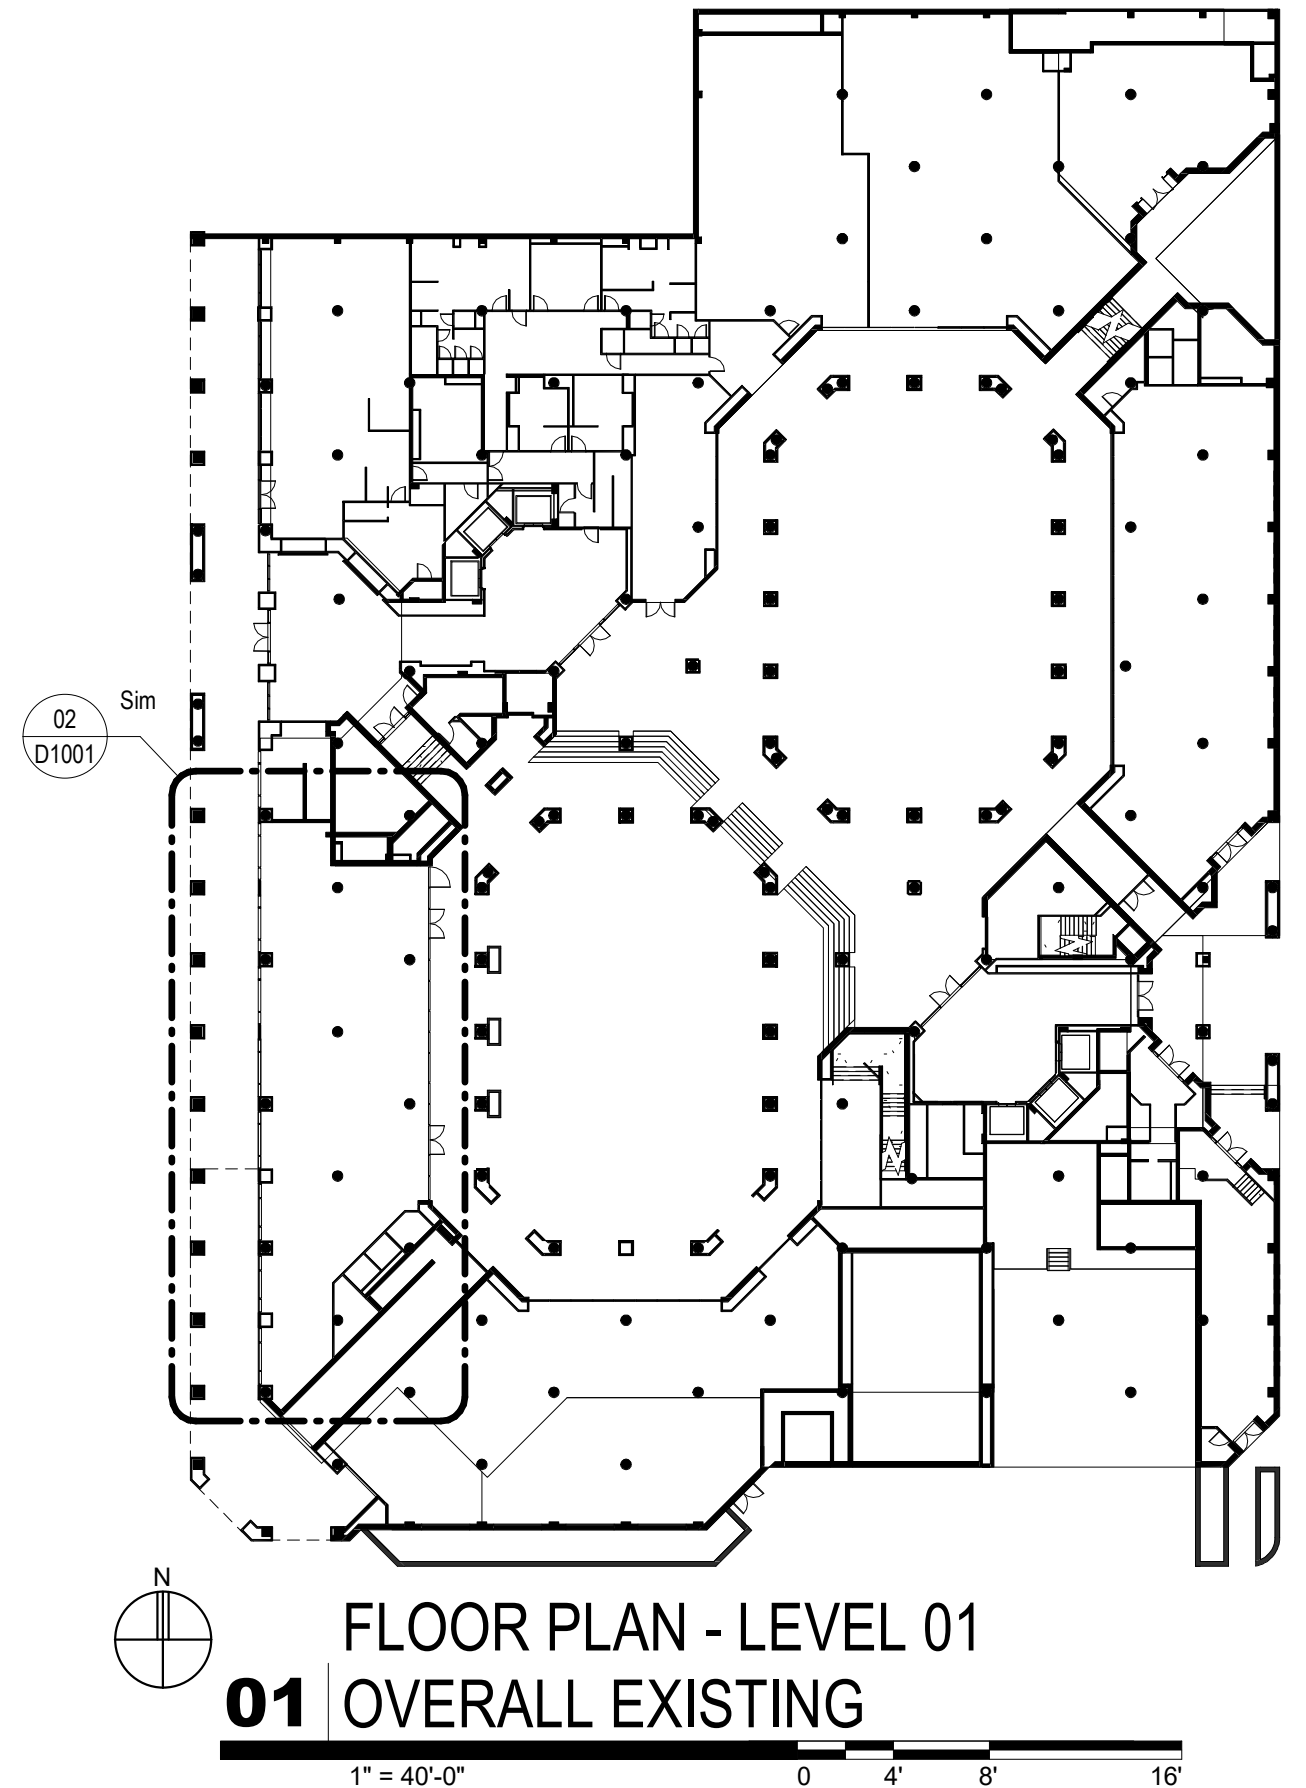 Sim
02
D1001
N
FLOOR PLAN - LEVEL 01
01 OVERALL EXISTING
1" = 40'-0" 0 4' 8' 16'